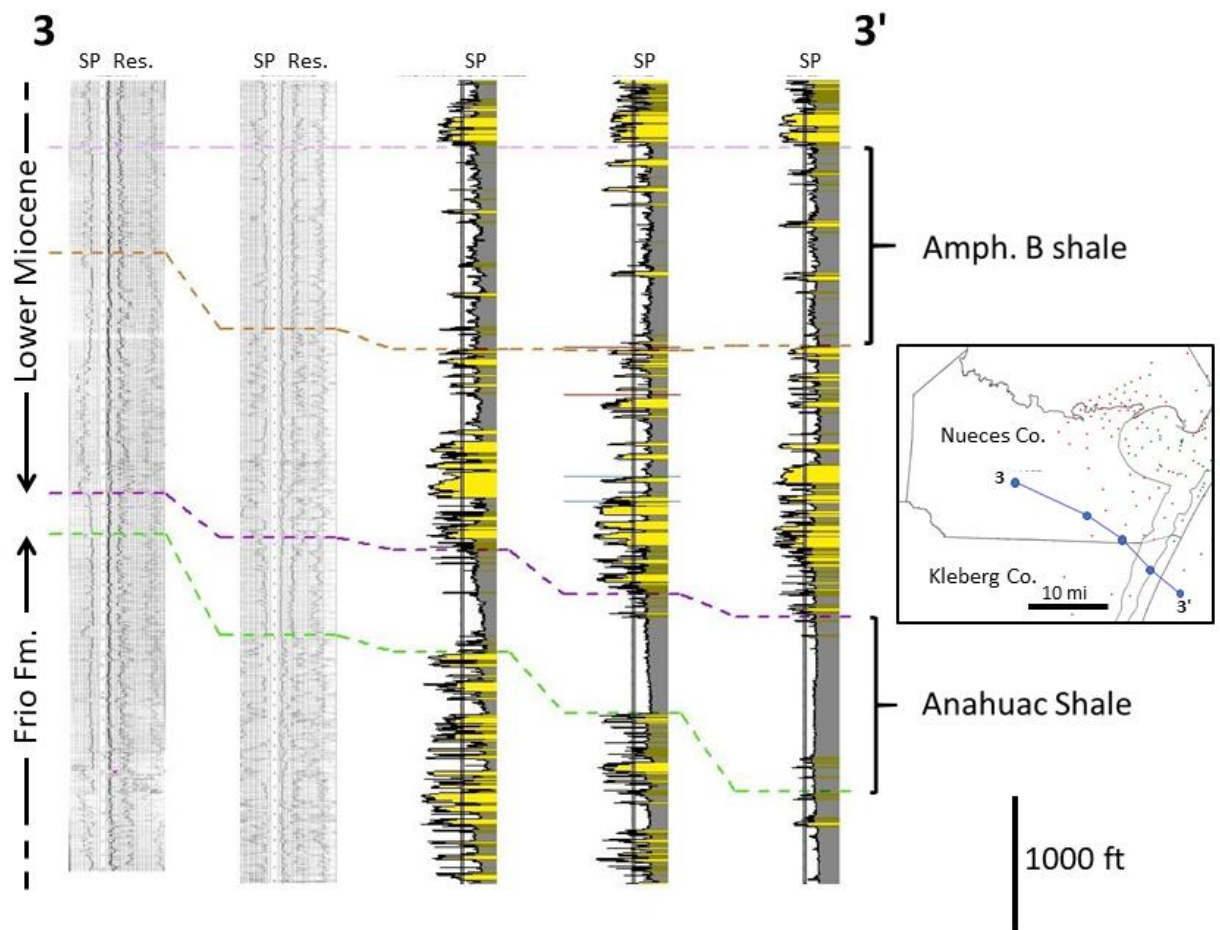 3
3'
SP Res.
SP Res.
SP
SP
SP
Lower Miocene
Frio Fm.
Amph. B shale
Nueces Co.
3
Kleberg Co.
10 mi
3'
Anahuac Shale
1000 ft